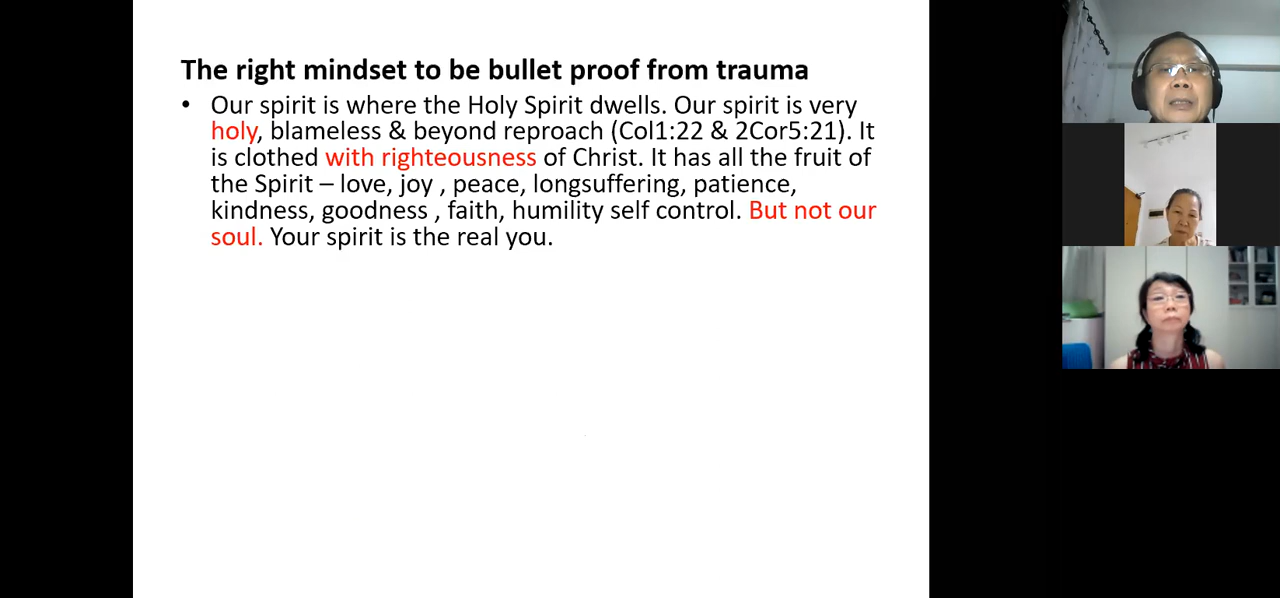 The right mindset to be bullet proof from trauma
• Our spirit is where the Holy Spirit dwells. Our spirit is very
holy, blameless & beyond reproach (Col1:22 & 2Cor5:21). It
is clothed with righteousness of Christ. It has all the fruit of
the Spirit – love, joy , peace, longsuffering, patience,
kindness, goodness , faith, humility self control. But not our
soul. Your spirit is the real you.